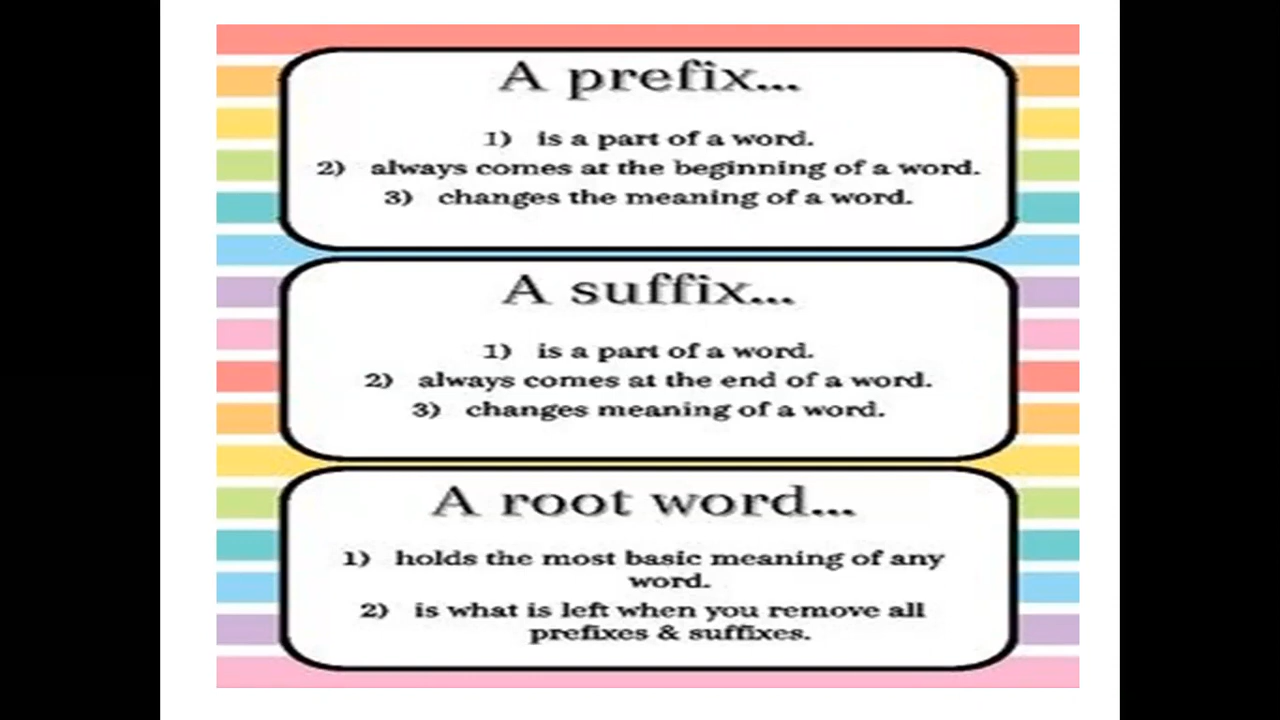 A prefix...
1) is a part of a word.
2) always comes at the beginning of a word.
3) changes the meaning of a word.
A suffix...
1) is a part of a word.
2) always comes at the end of a word.
3) changes meaning of a word.
A root word...
1) holds the most basic meaning of any
word.
2) is what is left when you remove all
prefixes & suffixes.